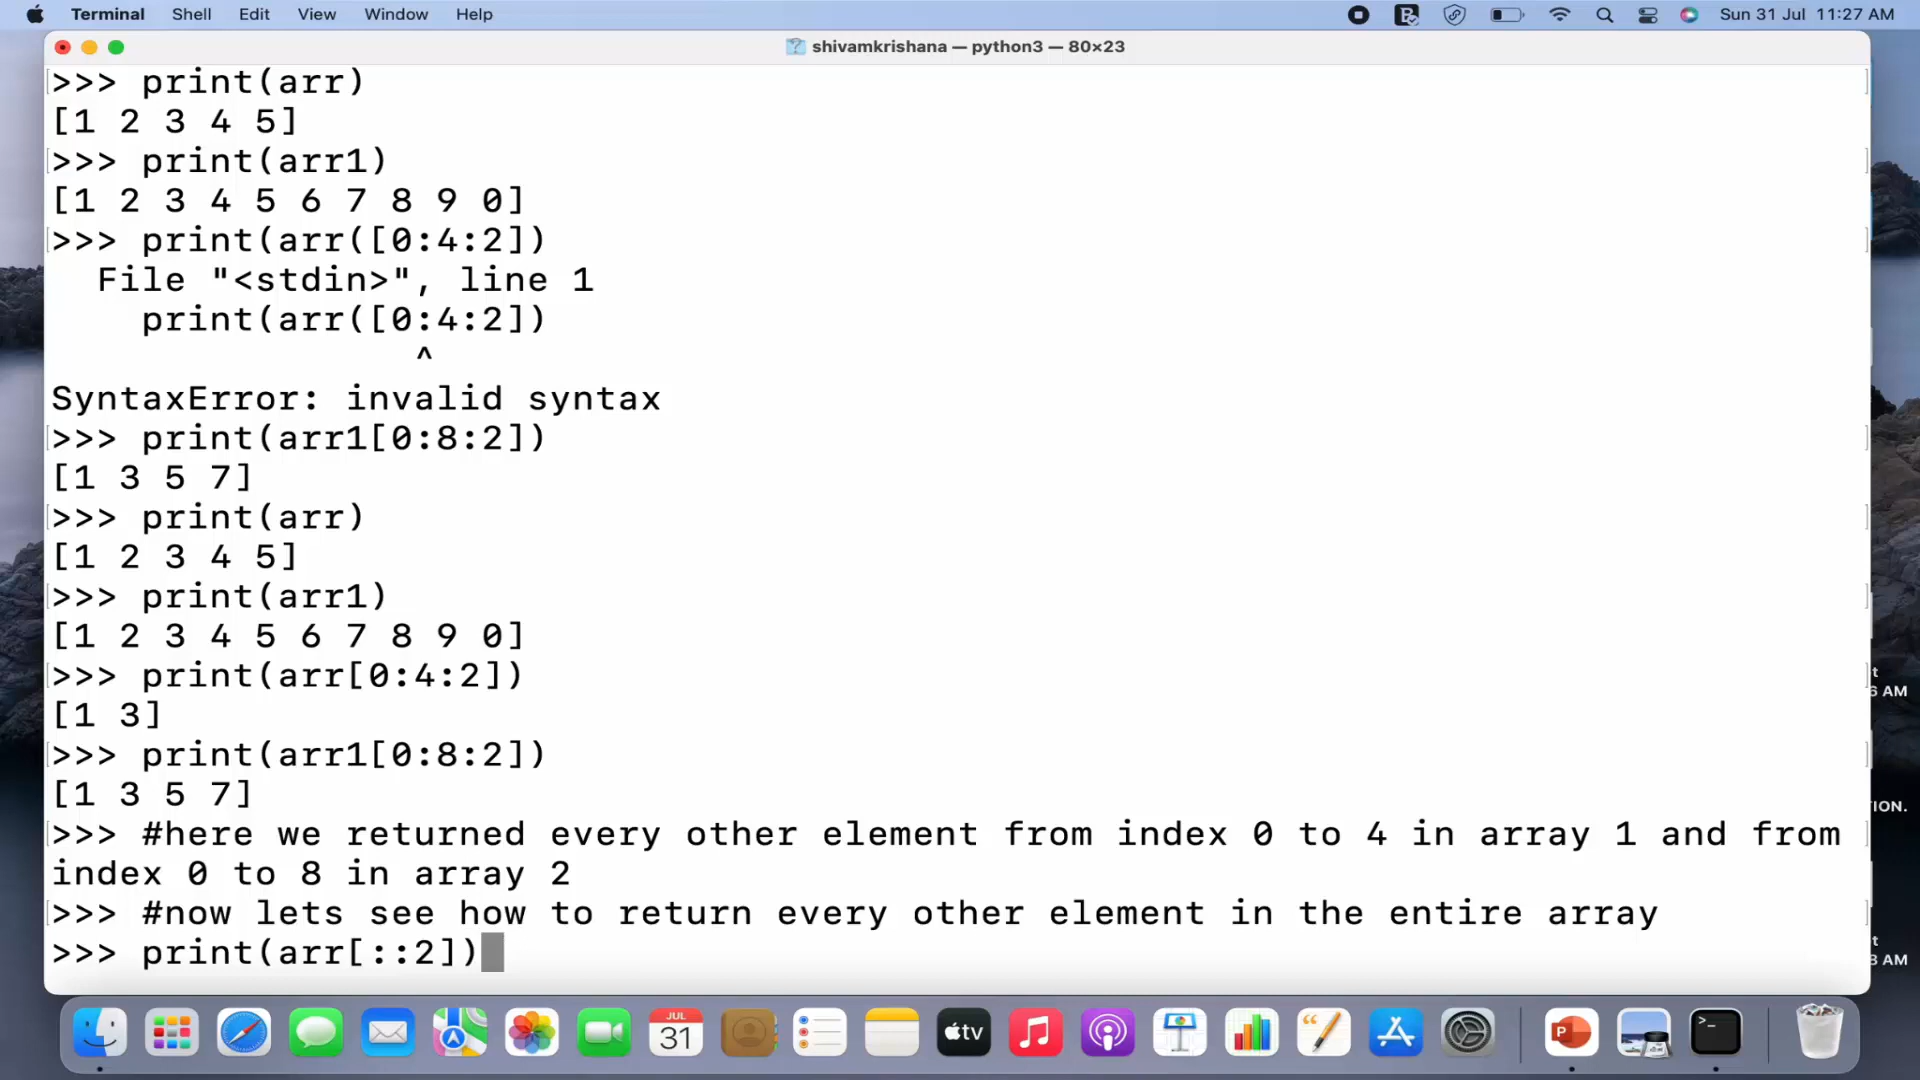 Terminal Shell Edit View Window Help Sun 31 Jul 11:27 AM
shivamkrishana — python3 — 80×23
>>> print(arr)
[1 2 3 4 5]
>>> print(arr1)
[1 2 3 4 5 6 7 8 9 0]
>>> print(arr([0:4:2])
File "<stdin>", line 1
print(arr([0:4:2])
^
SyntaxError: invalid syntax
>>> print(arr1[0:8:2])
[1 3 5 7]
>>> print(arr)
[1 2 3 4 5]
>>> print(arr1)
[1 2 3 4 5 6 7 8 9 0]
>>> print(arr[0:4:2])
[1 3]
>>> print(arr1[0:8:2])
[1 3 5 7]
>>> #here we returned every other element from index 0 to 4 in array 1 and from
index 0 to 8 in array 2
>>> #now lets see how to return every other element in the entire array
>>> print(arr[::2])
AM
AM
JUL
31
tv
P
>_